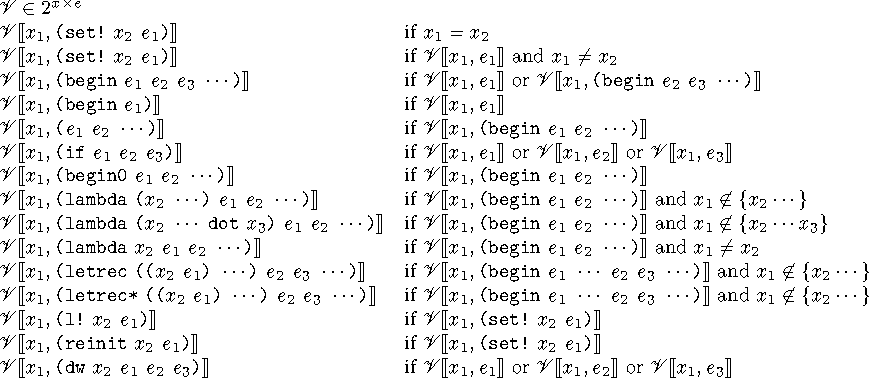 𝒱 ∈ 2^{x×e}
𝒱⟦x₁, (set! x₂ e₁)⟧ if x₁ = x₂
𝒱⟦x₁, (set! x₂ e₁)⟧ if 𝒱⟦x₁, e₁⟧ and x₁ ≠ x₂
𝒱⟦x₁, (begin e₁ e₂ e₃ ⋯)⟧ if 𝒱⟦x₁, e₁⟧ or 𝒱⟦x₁, (begin e₂ e₃ ⋯)⟧
𝒱⟦x₁, (begin e₁)⟧ if 𝒱⟦x₁, e₁⟧
𝒱⟦x₁, (e₁ e₂ ⋯)⟧ if 𝒱⟦x₁, (begin e₁ e₂ ⋯)⟧
𝒱⟦x₁, (if e₁ e₂ e₃)⟧ if 𝒱⟦x₁, e₁⟧ or 𝒱⟦x₁, e₂⟧ or 𝒱⟦x₁, e₃⟧
𝒱⟦x₁, (begin0 e₁ e₂ ⋯)⟧ if 𝒱⟦x₁, (begin e₁ e₂ ⋯)⟧
𝒱⟦x₁, (lambda (x₂ ⋯) e₁ e₂ ⋯)⟧ if 𝒱⟦x₁, (begin e₁ e₂ ⋯)⟧ and x₁ ∉ {x₂ ⋯}
𝒱⟦x₁, (lambda (x₂ ⋯ dot x₃) e₁ e₂ ⋯)⟧ if 𝒱⟦x₁, (begin e₁ e₂ ⋯)⟧ and x₁ ∉ {x₂ ⋯ x₃}
𝒱⟦x₁, (lambda x₂ e₁ e₂ ⋯)⟧ if 𝒱⟦x₁, (begin e₁ e₂ ⋯)⟧ and x₁ ≠ x₂
𝒱⟦x₁, (letrec ((x₂ e₁) ⋯) e₂ e₃ ⋯)⟧ if 𝒱⟦x₁, (begin e₁ ⋯ e₂ e₃ ⋯)⟧ and x₁ ∉ {x₂ ⋯}
𝒱⟦x₁, (letrec* ((x₂ e₁) ⋯) e₂ e₃ ⋯)⟧ if 𝒱⟦x₁, (begin e₁ ⋯ e₂ e₃ ⋯)⟧ and x₁ ∉ {x₂ ⋯}
𝒱⟦x₁, (l! x₂ e₁)⟧ if 𝒱⟦x₁, (set! x₂ e₁)⟧
𝒱⟦x₁, (reinit x₂ e₁)⟧ if 𝒱⟦x₁, (set! x₂ e₁)⟧
𝒱⟦x₁, (dw x₂ e₁ e₂ e₃)⟧ if 𝒱⟦x₁, e₁⟧ or 𝒱⟦x₁, e₂⟧ or 𝒱⟦x₁, e₃⟧